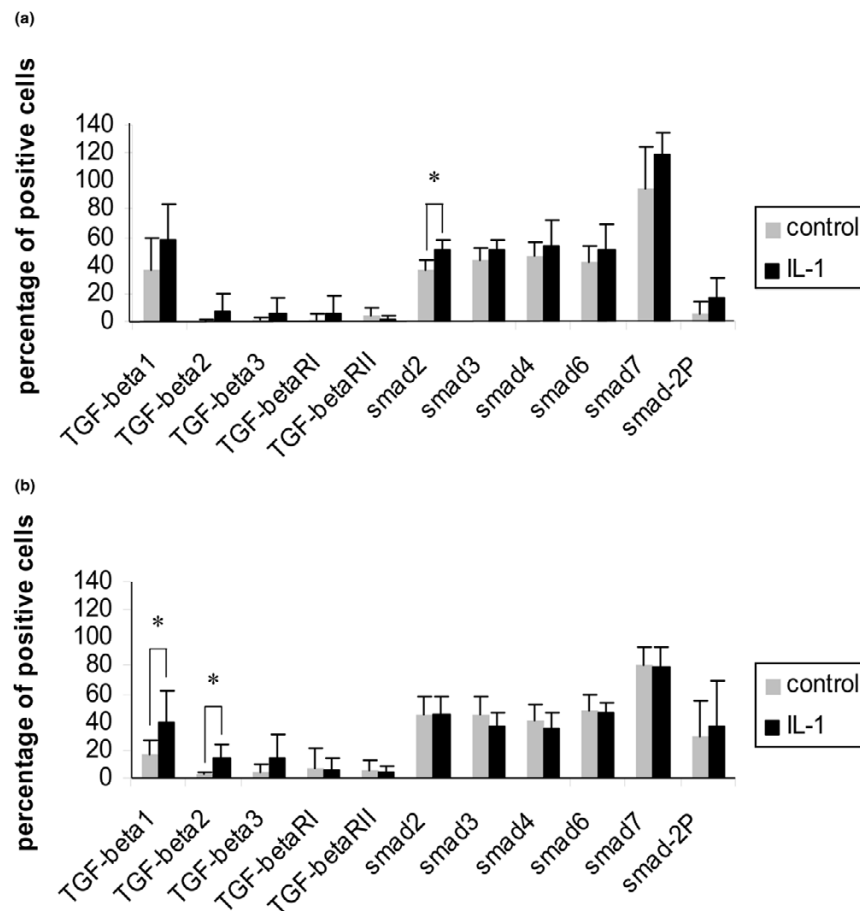 (a)
percentage of positive cells
140
120
100
80
60
40
20
0
*
TGF-beta1
TGF-beta2
TGF-beta3
TGF-betaRI
TGF-betaRII
smad2
smad3
smad4
smad6
smad7
smad-2P
control
IL-1
(b)
percentage of positive cells
140
120
100
80
60
40
20
0
*
*
TGF-beta1
TGF-beta2
TGF-beta3
TGF-betaRI
TGF-betaRII
smad2
smad3
smad4
smad6
smad7
smad-2P
control
IL-1